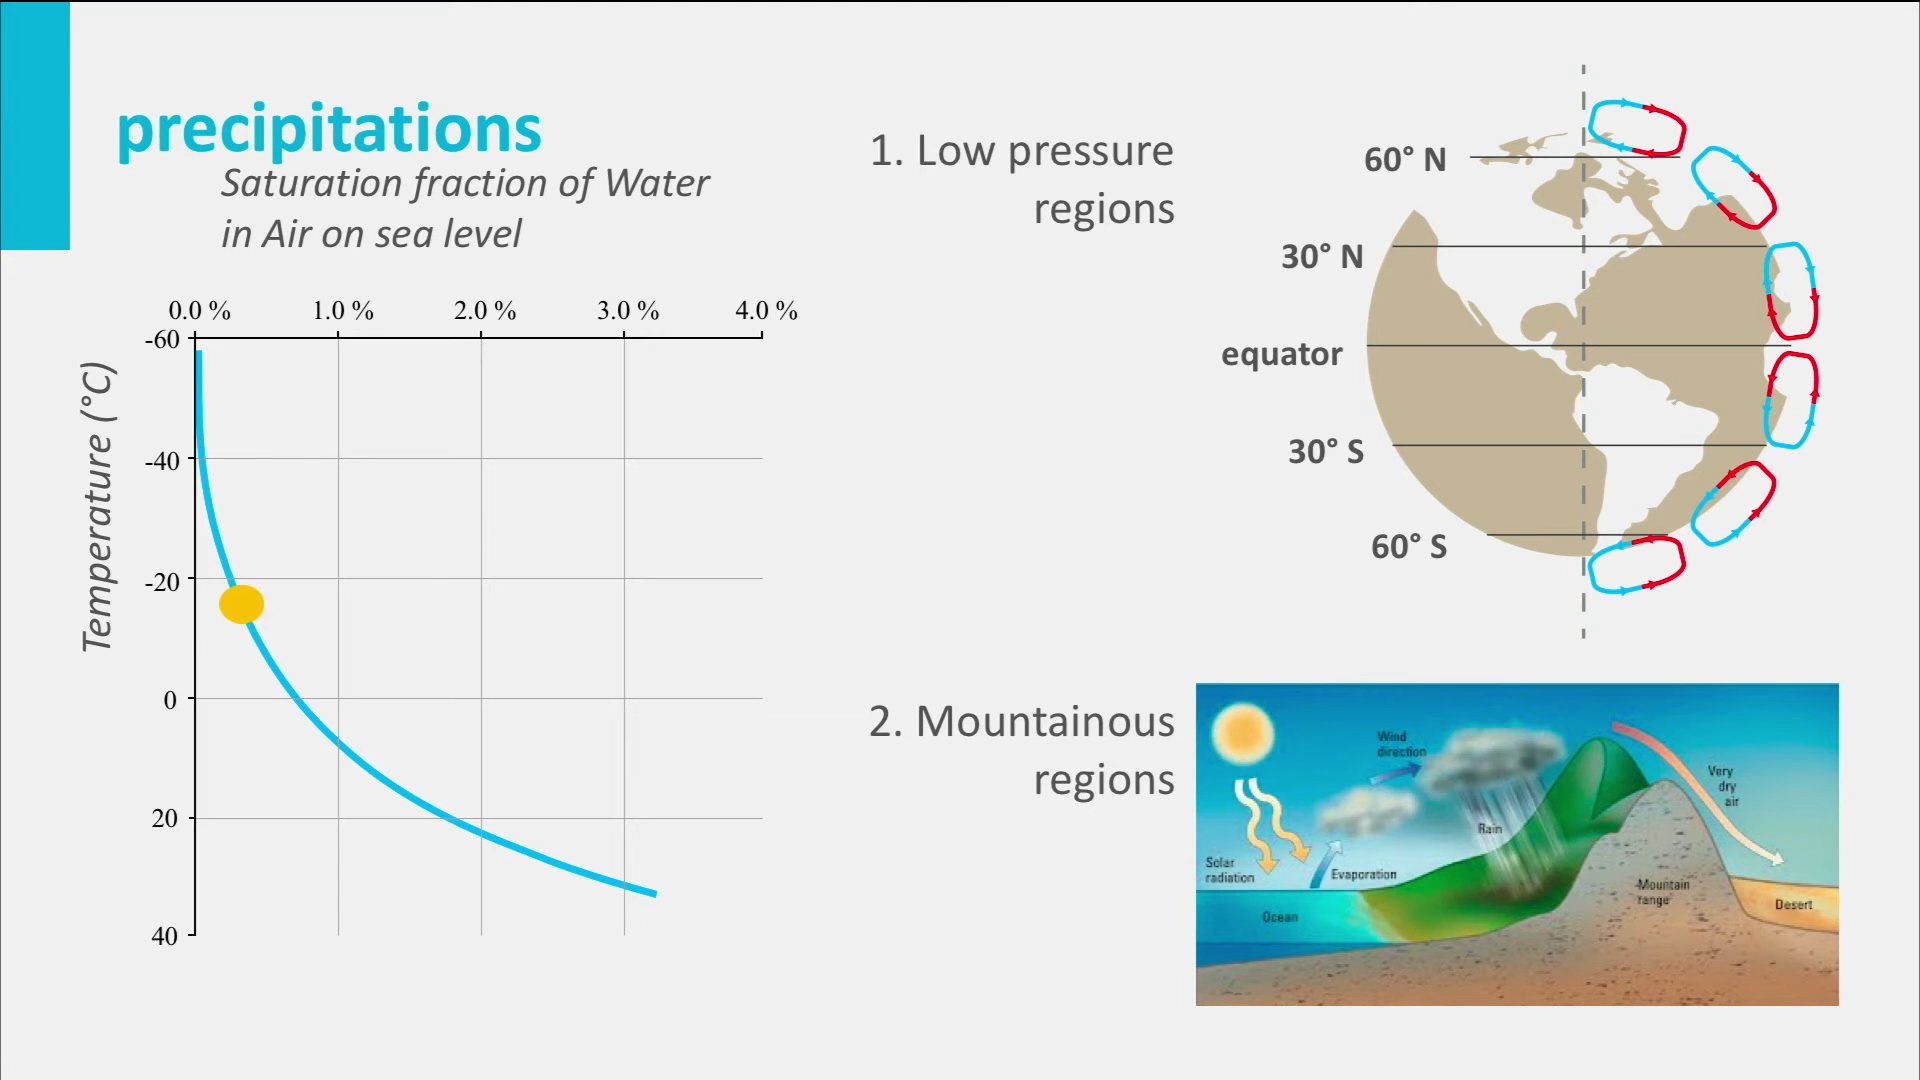 precipitations
Saturation fraction of Water
in Air on sea level
0.0 %
1.0 %
2.0 %
3.0 %
4.0 %
-60
-40
-20
0
20
40
Temperature (°C)
1. Low pressure
regions
60° N
30° N
equator
30° S
60° S
2. Mountainous
regions
Wind
direction
Very
dry
air
Rain
Solar
radiation
Evaporation
Mountain
range
Ocean
Desert